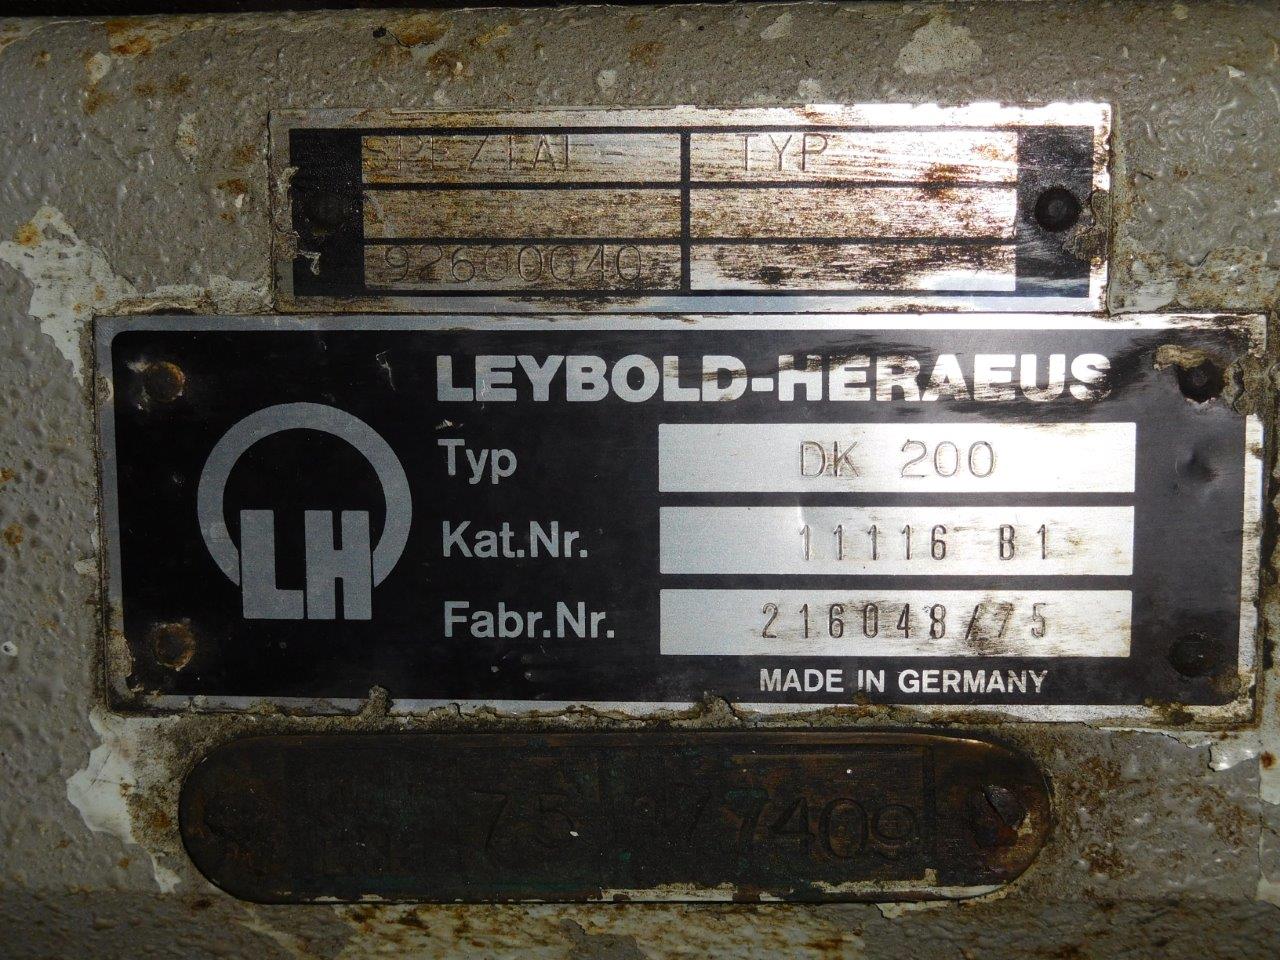 SPEZIAL- TYP
92600040
LEYBOLD-HERAEUS
LH
Typ DK 200
Kat.Nr. 11116 B1
Fabr.Nr. 216048/75
MADE IN GERMANY
75 77409